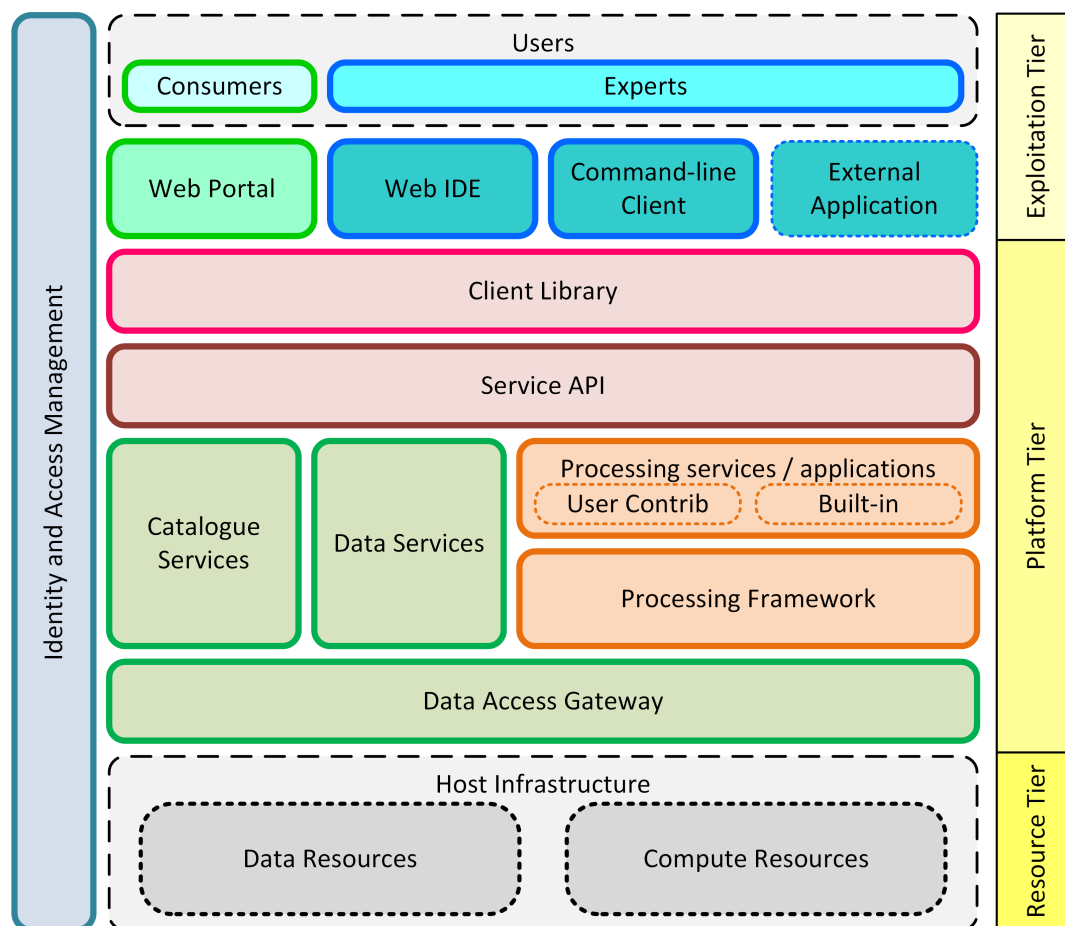 Users
Consumers
Experts
Web Portal
Web IDE
Command-line
Client
External
Application
Client Library
Service API
Catalogue
Services
Data Services
Processing services / applications
User Contrib
Built-in
Processing Framework
Data Access Gateway
Host Infrastructure
Data Resources
Compute Resources
Identity and Access Management
Exploitation Tier
Platform Tier
Resource Tier